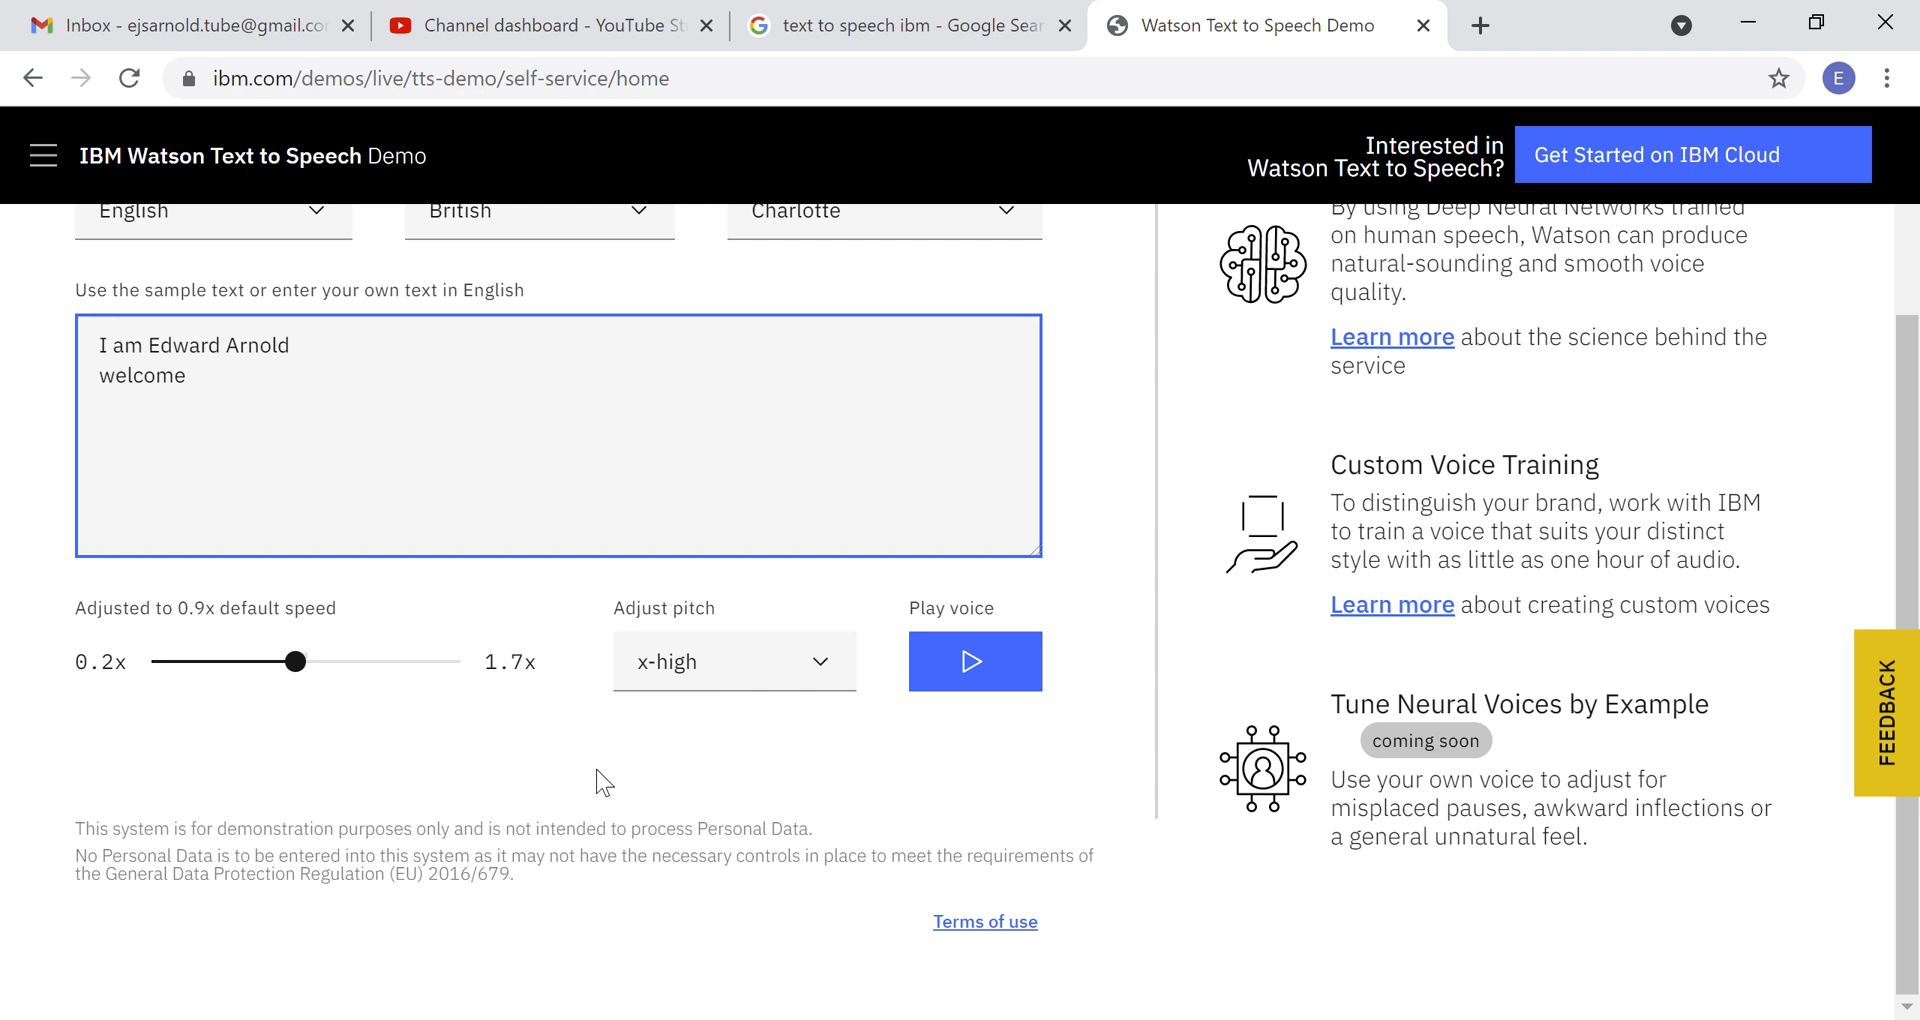 Inbox - ejsarnold.tube@gmail.co
Channel dashboard - YouTube St
text to speech ibm - Google Sear
Watson Text to Speech Demo
ibm.com/demos/live/tts-demo/self-service/home
E
IBM Watson Text to Speech Demo
Interested in
Watson Text to Speech?
Get Started on IBM Cloud
English
British
Charlotte
Use the sample text or enter your own text in English
I am Edward Arnold
welcome
Adjusted to 0.9x default speed
0.2x
1.7x
Adjust pitch
x-high
Play voice
This system is for demonstration purposes only and is not intended to process Personal Data.
No Personal Data is to be entered into this system as it may not have the necessary controls in place to meet the requirements of
the General Data Protection Regulation (EU) 2016/679.
Terms of use
By using Deep Neural Networks trained
on human speech, Watson can produce
natural-sounding and smooth voice
quality.
Learn more about the science behind the
service
Custom Voice Training
To distinguish your brand, work with IBM
to train a voice that suits your distinct
style with as little as one hour of audio.
Learn more about creating custom voices
Tune Neural Voices by Example
coming soon
Use your own voice to adjust for
misplaced pauses, awkward inflections or
a general unnatural feel.
FEEDBACK